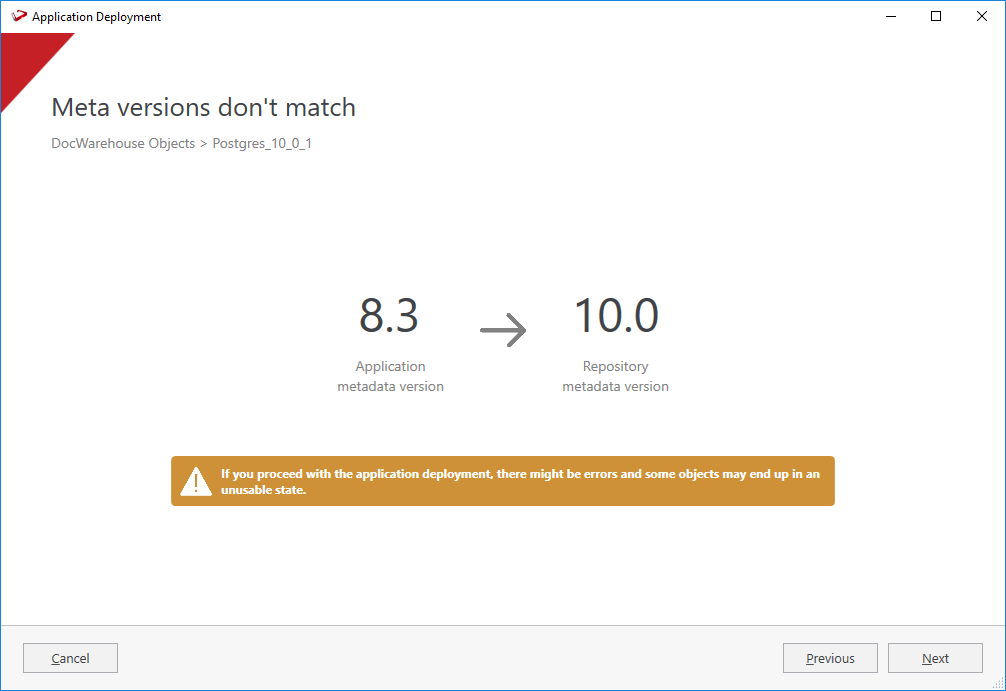 Application Deployment
Meta versions don't match
DocWarehouse Objects > Postgres_10_0_1
8.3
10.0
Application
metadata version
Repository
metadata version
If you proceed with the application deployment, there might be errors and some objects may end up in an
unusable state.
Cancel
Previous
Next